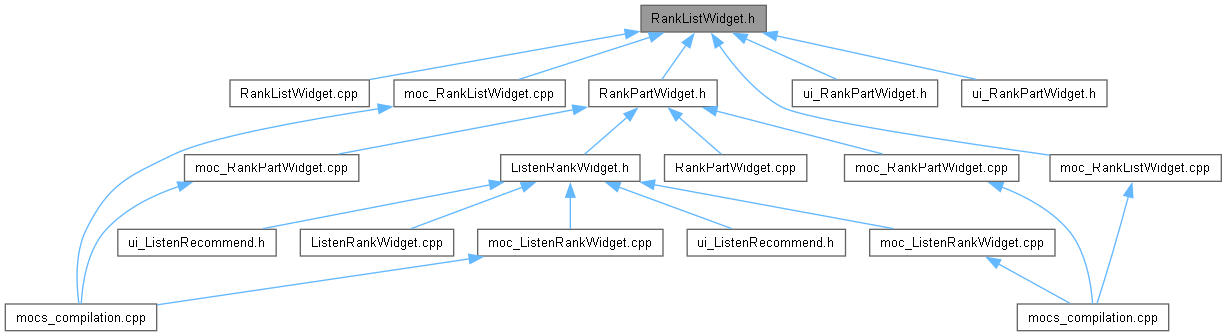 RankListWidget.h
RankListWidget.cpp
moc_RankListWidget.cpp
RankPartWidget.h
ui_RankPartWidget.h
ui_RankPartWidget.h
moc_RankPartWidget.cpp
ListenRankWidget.h
RankPartWidget.cpp
moc_RankPartWidget.cpp
moc_RankListWidget.cpp
ui_ListenRecommend.h
ListenRankWidget.cpp
moc_ListenRankWidget.cpp
ui_ListenRecommend.h
moc_ListenRankWidget.cpp
mocs_compilation.cpp
mocs_compilation.cpp